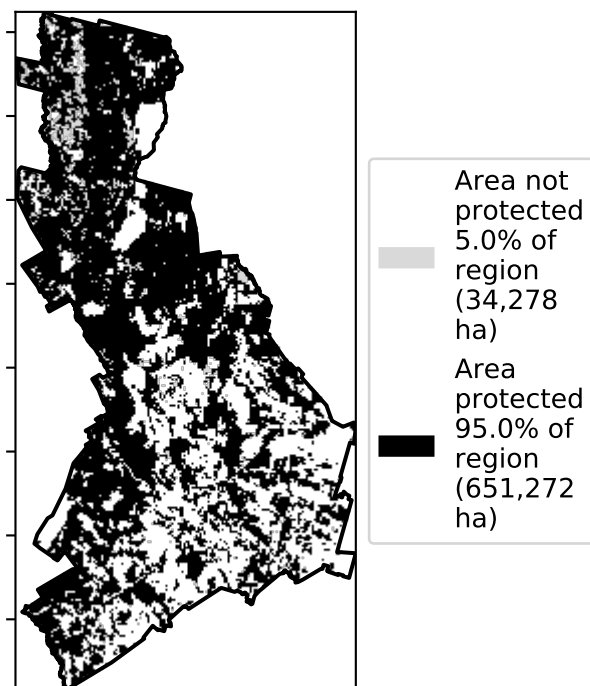 Area not
protected
5.0% of
region
(34,278
ha)
Area
protected
95.0% of
region
(651,272
ha)